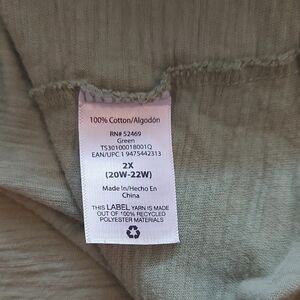 100% Cotton/Algodón
RN# 52469
Green
TS3010001B001Q
EAN/UPC 1 9475442313
2X
(20W-22W)
Made In/Hecho En
China
THIS LABEL YARN IS MADE
OUT OF 100% RECYCLED
POLYESTER MATERIALS